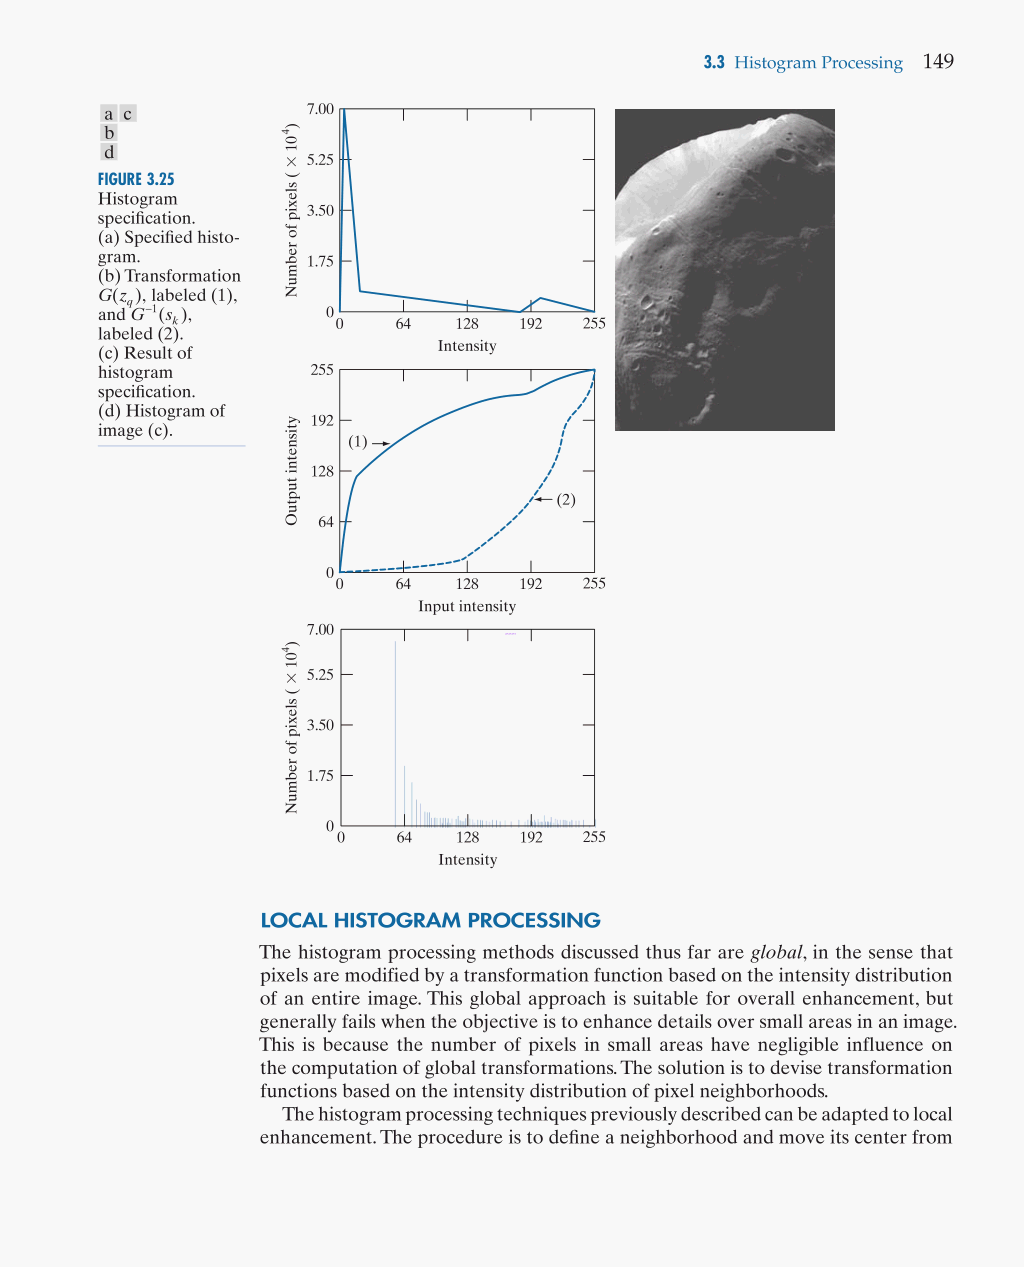 3.3 Histogram Processing 149
a c
b
d
FIGURE 3.25
Histogram
specification.
(a) Specified histo-
gram.
(b) Transformation
G(z_q), labeled (1),
and G⁻¹(s_k),
labeled (2).
(c) Result of
histogram
specification.
(d) Histogram of
image (c).
Number of pixels ( × 10⁴)
7.00
5.25
3.50
1.75
0
0 64 128 192 255
Intensity
Output intensity
255
192
128
64
0
(1)
(2)
0 64 128 192 255
Input intensity
Number of pixels ( × 10⁴)
7.00
5.25
3.50
1.75
0
0 64 128 192 255
Intensity
LOCAL HISTOGRAM PROCESSING
The histogram processing methods discussed thus far are global, in the sense that
pixels are modified by a transformation function based on the intensity distribution
of an entire image. This global approach is suitable for overall enhancement, but
generally fails when the objective is to enhance details over small areas in an image.
This is because the number of pixels in small areas have negligible influence on
the computation of global transformations. The solution is to devise transformation
functions based on the intensity distribution of pixel neighborhoods.
The histogram processing techniques previously described can be adapted to local
enhancement. The procedure is to define a neighborhood and move its center from